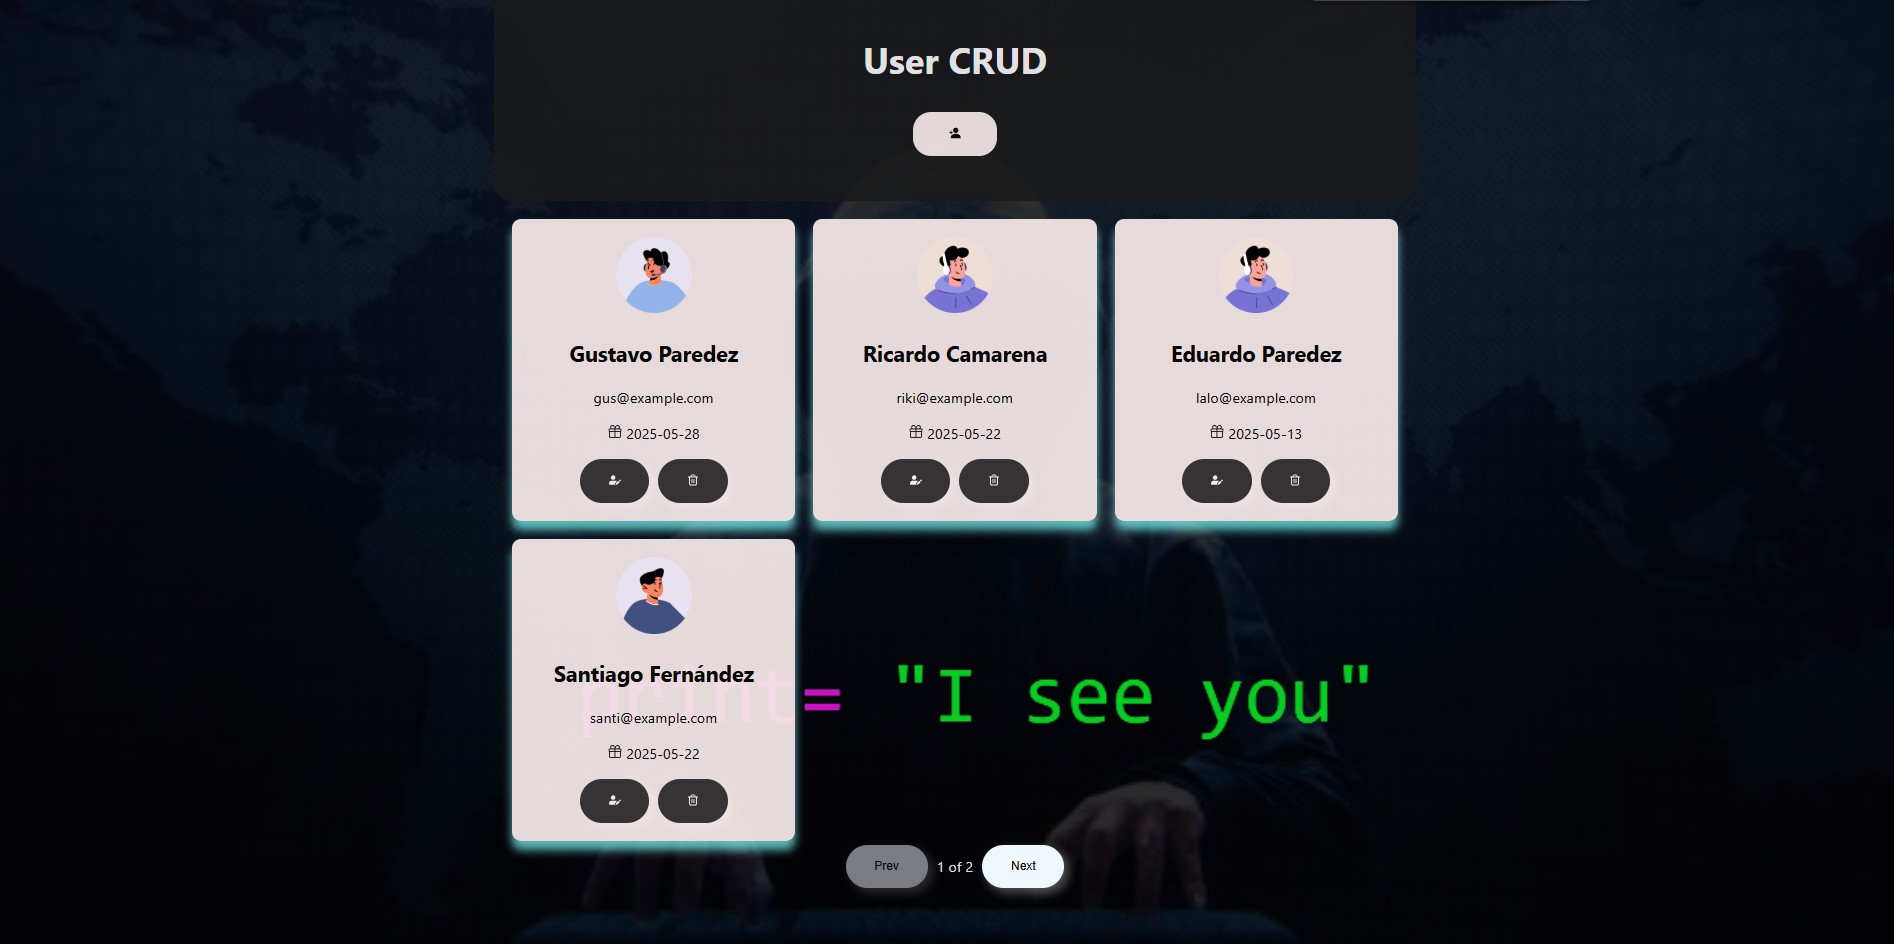 User CRUD
Gustavo Paredez
gus@example.com
2025-05-28
Ricardo Camarena
riki@example.com
2025-05-22
Eduardo Paredez
lalo@example.com
2025-05-13
Santiago Fernández
santi@example.com
2025-05-22
print= "I see you"
Prev 1 of 2 Next